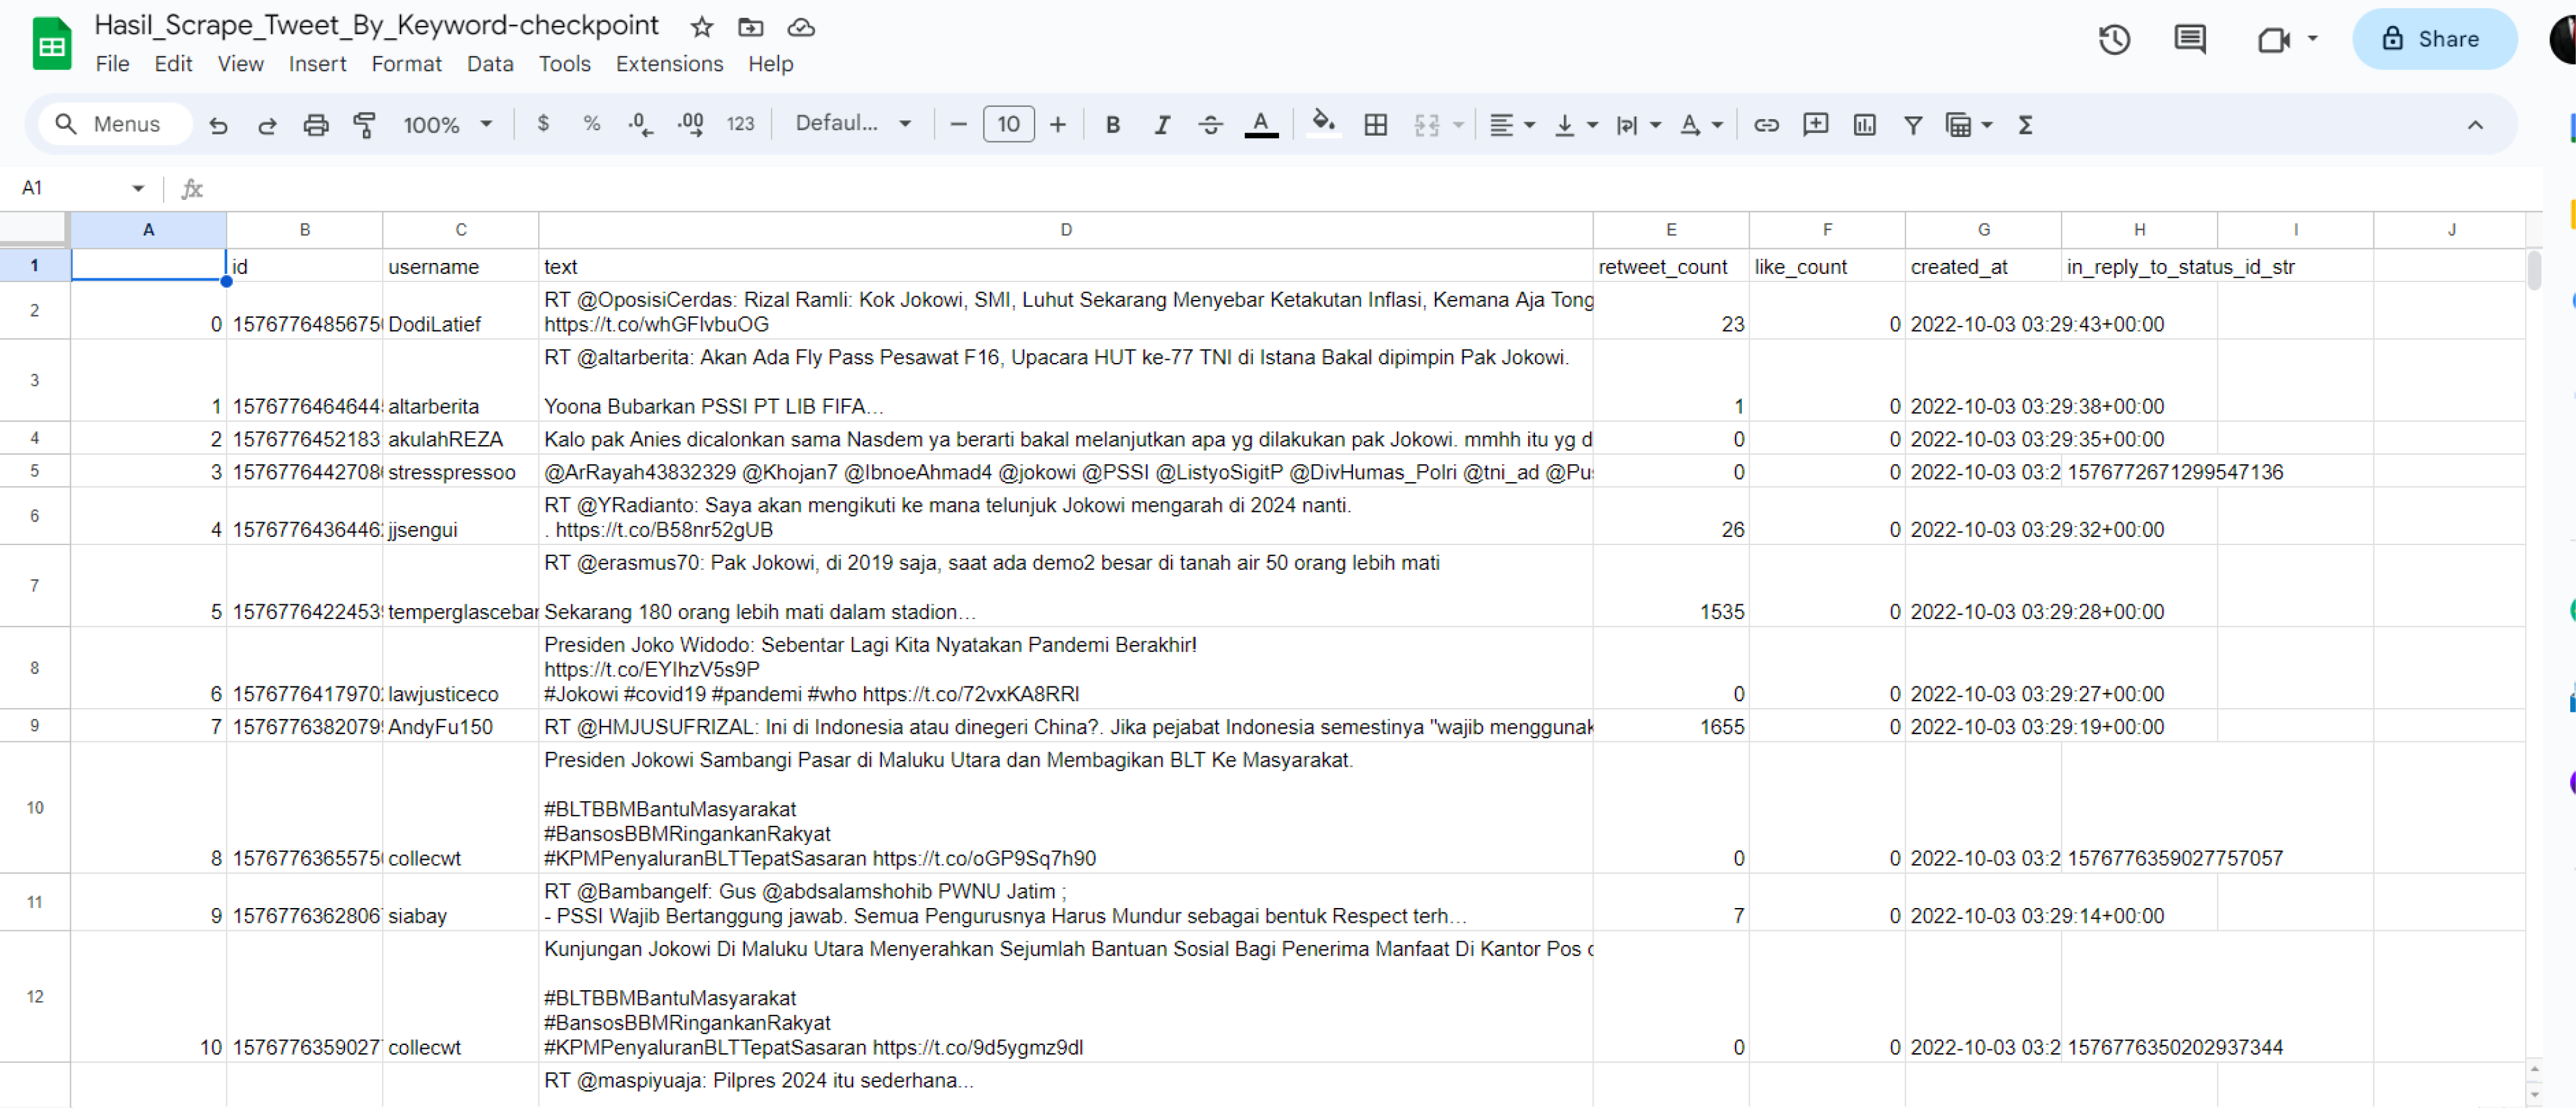 Hasil_Scrape_Tweet_By_Keyword-checkpoint
File Edit View Insert Format Data Tools Extensions Help
Share
Menus 100% $ % .0 .00 123 Defaul... 10 B I A
A1 fx
A B C D E F G H I J
1 id username text retweet_count like_count created_at in_reply_to_status_id_str
RT @OposisiCerdas: Rizal Ramli: Kok Jokowi, SMI, Luhut Sekarang Menyebar Ketakutan Inflasi, Kemana Aja Tong
2 0 1576776485675 DodiLatief https://t.co/whGFlvbuOG 23 0 2022-10-03 03:29:43+00:00
RT @altarberita: Akan Ada Fly Pass Pesawat F16, Upacara HUT ke-77 TNI di Istana Bakal dipimpin Pak Jokowi.
3 1 1576776464644 altarberita Yoona Bubarkan PSSI PT LIB FIFA... 1 0 2022-10-03 03:29:38+00:00
4 2 1576776452183 akulahREZA Kalo pak Anies dicalonkan sama Nasdem ya berarti bakal melanjutkan apa yg dilakukan pak Jokowi. mmhh itu yg d 0 0 2022-10-03 03:29:35+00:00
5 3 1576776442708 stresspressoo @ArRayah43832329 @Khojan7 @IbnoeAhmad4 @jokowi @PSSI @ListyoSigitP @DivHumas_Polri @tni_ad @Pu 0 0 2022-10-03 03:2 1576772671299547136
RT @YRadianto: Saya akan mengikuti ke mana telunjuk Jokowi mengarah di 2024 nanti.
6 4 1576776436446 jjsengui . https://t.co/B58nr52gUB 26 0 2022-10-03 03:29:32+00:00
RT @erasmus70: Pak Jokowi, di 2019 saja, saat ada demo2 besar di tanah air 50 orang lebih mati
7 5 1576776422453 temperglasceba Sekarang 180 orang lebih mati dalam stadion... 1535 0 2022-10-03 03:29:28+00:00
Presiden Joko Widodo: Sebentar Lagi Kita Nyatakan Pandemi Berakhir!
https://t.co/EYIhzV5s9P
8 6 1576776417970 lawjusticeco #Jokowi #covid19 #pandemi #who https://t.co/72vxKA8RRI 0 0 2022-10-03 03:29:27+00:00
9 7 1576776382079 AndyFu150 RT @HMJUSUFRIZAL: Ini di Indonesia atau dinegeri China?. Jika pejabat Indonesia semestinya "wajib menggunak 1655 0 2022-10-03 03:29:19+00:00
Presiden Jokowi Sambangi Pasar di Maluku Utara dan Membagikan BLT Ke Masyarakat.
#BLTBBMBantuMasyarakat
#BansosBBMRingankanRakyat
10 8 1576776365575 collecwt #KPMPenyaluranBLTTepatSasaran https://t.co/oGP9Sq7h90 0 0 2022-10-03 03:2 1576776359027757057
RT @Bambangelf: Gus @abdsalamshohib PWNU Jatim ;
11 9 1576776362806 siabay - PSSI Wajib Bertanggung jawab. Semua Pengurusnya Harus Mundur sebagai bentuk Respect terh... 7 0 2022-10-03 03:29:14+00:00
Kunjungan Jokowi Di Maluku Utara Menyerahkan Sejumlah Bantuan Sosial Bagi Penerima Manfaat Di Kantor Pos
#BLTBBMBantuMasyarakat
#BansosBBMRingankanRakyat
12 10 1576776359027 collecwt #KPMPenyaluranBLTTepatSasaran https://t.co/9d5ygmz9dl 0 0 2022-10-03 03:2 1576776350202937344
RT @maspiyuaja: Pilpres 2024 itu sederhana...